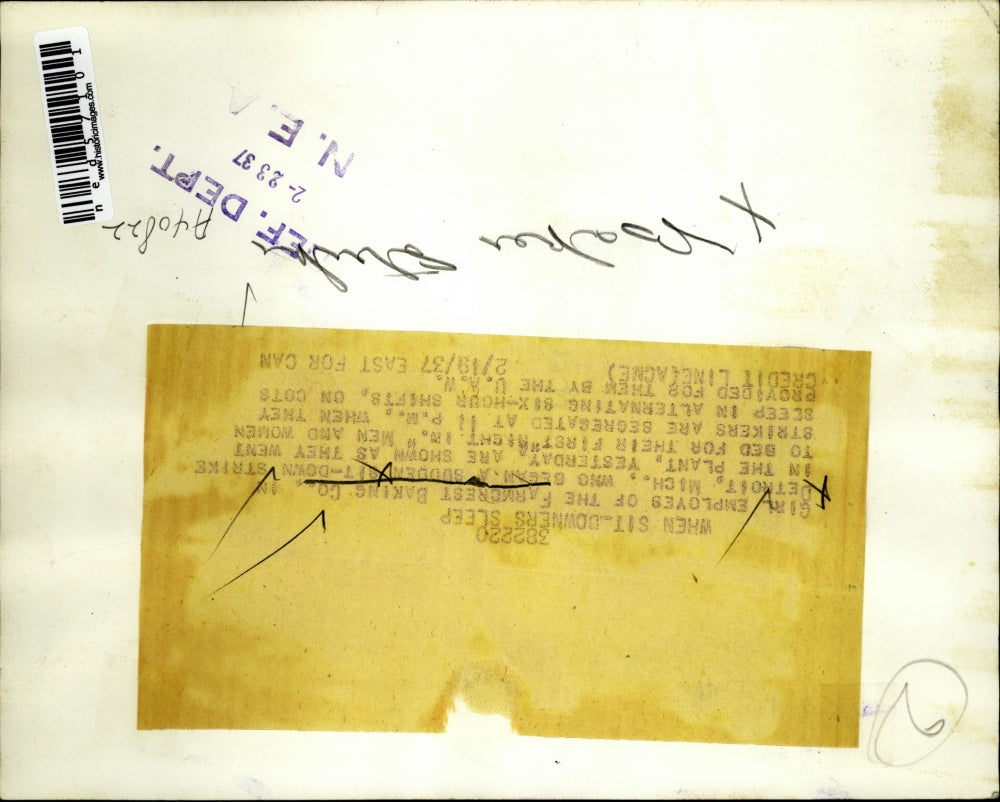 382220
WHEN SIT-DOWNERS SLEEP
GIRL EMPLOYES OF THE FARMCREST BAKING CO. IN
DETROIT, MICH., WHO BEGAN A SUDDEN SIT-DOWN STRIKE
IN THE PLANT, YESTERDAY, ARE SHOWN AS THEY WENT
TO BED FOR THEIR FIRST "NIGHT IN." MEN AND WOMEN
STRIKERS ARE SEGREGATED AT 11 P.M., WHEN THEY
SLEEP IN ALTERNATING SIX-HOUR SHIFTS, ON COTS
PROVIDED FOR THEM BY THE U.A.W.
CREDIT LINE(ACME) 2/19/37 EAST FOR CAN
X Baker Strike
A40822
REF. DEPT.
2-23 37
N. E. A
www.historicimages.com